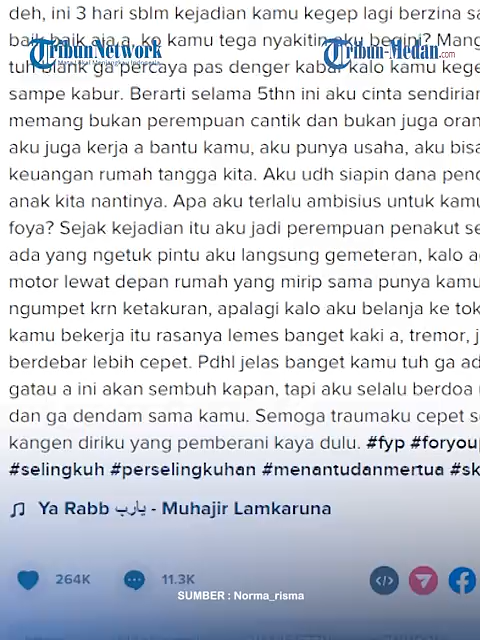 deh, ini 3 hari sblm kejadian kamu kegep lagi berzina sa
baik baik aja a, ko kamu tega nyakitin aku begini? Mang
TribunNetwork
Tribun-Medan.com
tuh blank ga percaya pas denger kabar kalo kamu kege
sampe kabur. Berarti selama 5thn ini aku cinta sendirian
memang bukan perempuan cantik dan bukan juga oran
aku juga kerja a bantu kamu, aku punya usaha, aku bisa
keuangan rumah tangga kita. Aku udh siapin dana pend
anak kita nantinya. Apa aku terlalu ambisius untuk kamu
foya? Sejak kejadian itu aku jadi perempuan penakut se
ada yang ngetuk pintu aku langsung gemeteran, kalo a
motor lewat depan rumah yang mirip sama punya kamu
ngumpet krn ketakuran, apalagi kalo aku belanja ke tok
kamu bekerja itu rasanya lemes banget kaki a, tremor, j
berdebar lebih cepet. Pdhl jelas banget kamu tuh ga ad
gatau a ini akan sembuh kapan, tapi aku selalu berdoa
dan ga dendam sama kamu. Semoga traumaku cepet s
kangen diriku yang pemberani kaya dulu. #fyp #foryoup
#selingkuh #perselingkuhan #menantudanmertua #sk
Ya Rabb يارب - Muhajir Lamkaruna
264K 11.3K
SUMBER : Norma_risma